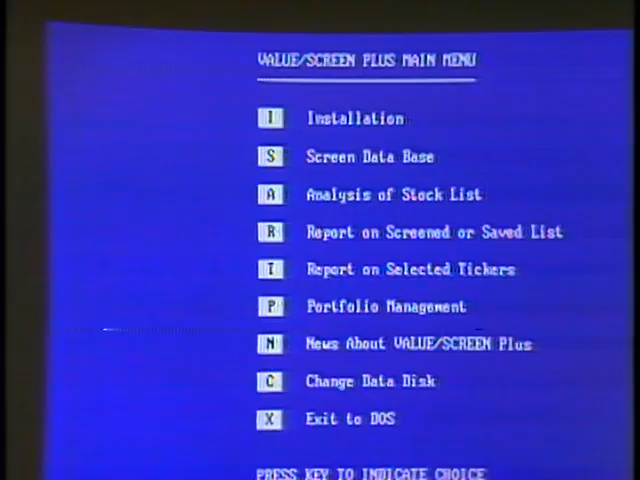 VALUE/SCREEN PLUS MAIN MENU
I Installation
S Screen Data Base
A Analysis of Stock List
R Report on Screened or Saved List
T Report on Selected Tickers
P Portfolio Management
N News About VALUE/SCREEN Plus
C Change Data Disk
X Exit to DOS
PRESS KEY TO INDICATE CHOICE